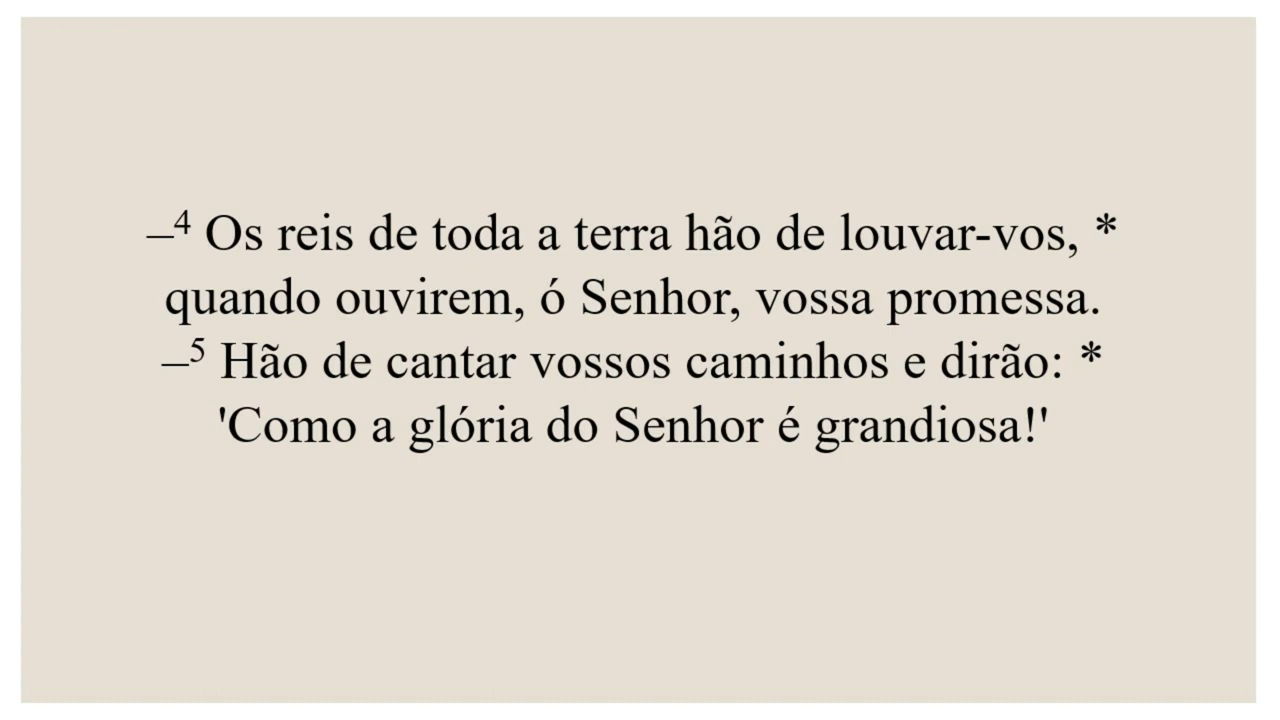 –⁴ Os reis de toda a terra hão de louvar-vos, *
quando ouvirem, ó Senhor, vossa promessa.
–⁵ Hão de cantar vossos caminhos e dirão: *
'Como a glória do Senhor é grandiosa!'